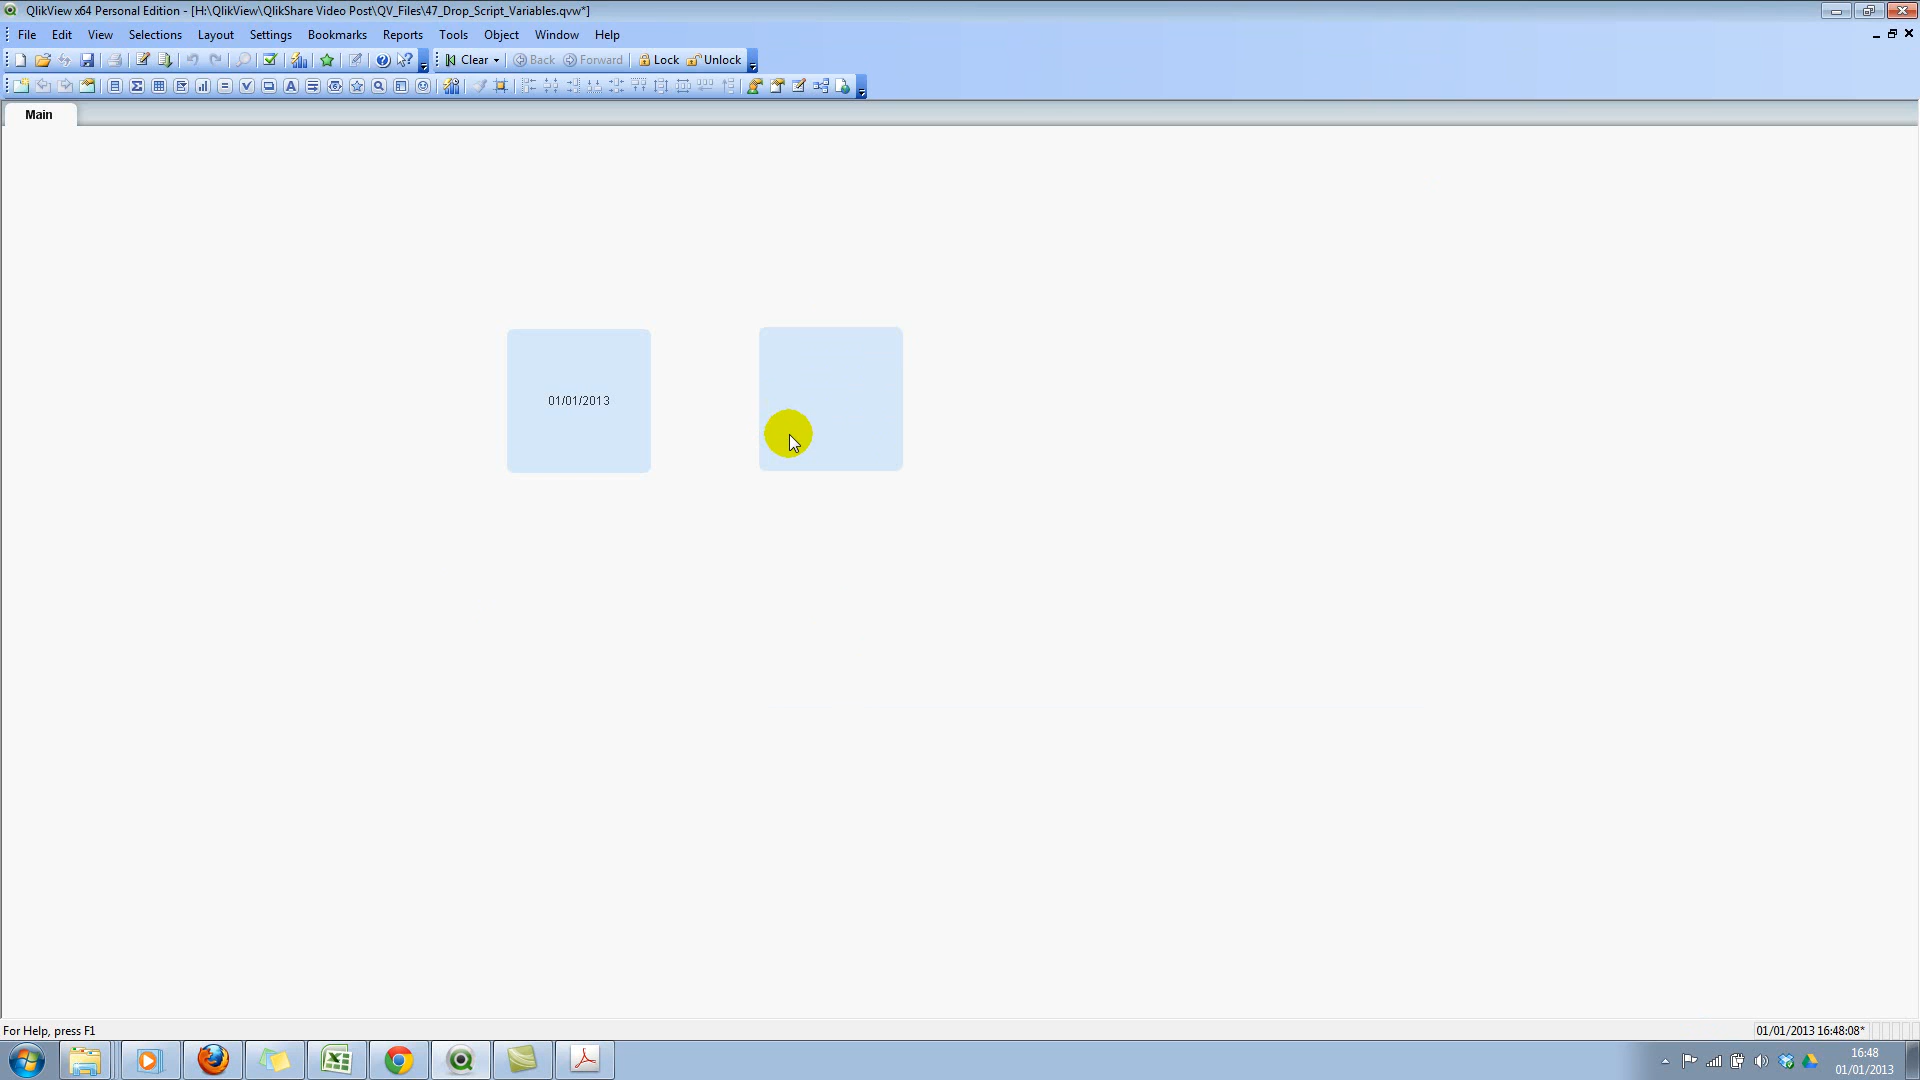 QlikView x64 Personal Edition - [H:\QlikView\QlikShare Video Post\QV_Files\47_Drop_Script_Variables.qvw*]
File Edit View Selections Layout Settings Bookmarks Reports Tools Object Window Help
Clear Back Forward Lock Unlock
Main
01/01/2013
For Help, press F1
01/01/2013 16:48:08*
16:48
01/01/2013